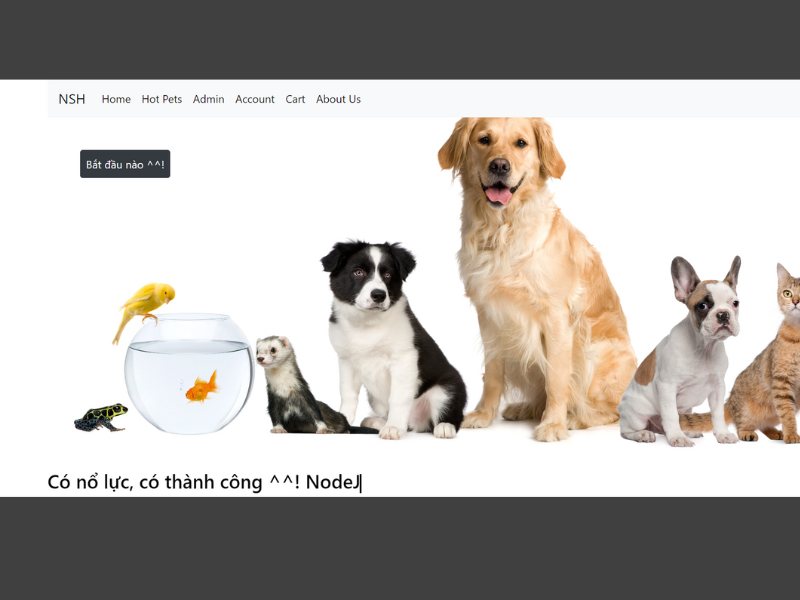 NSH Home Hot Pets Admin Account Cart About Us
Bắt đầu nào ^^!
Có nổ lực, có thành công ^^! NodeJ